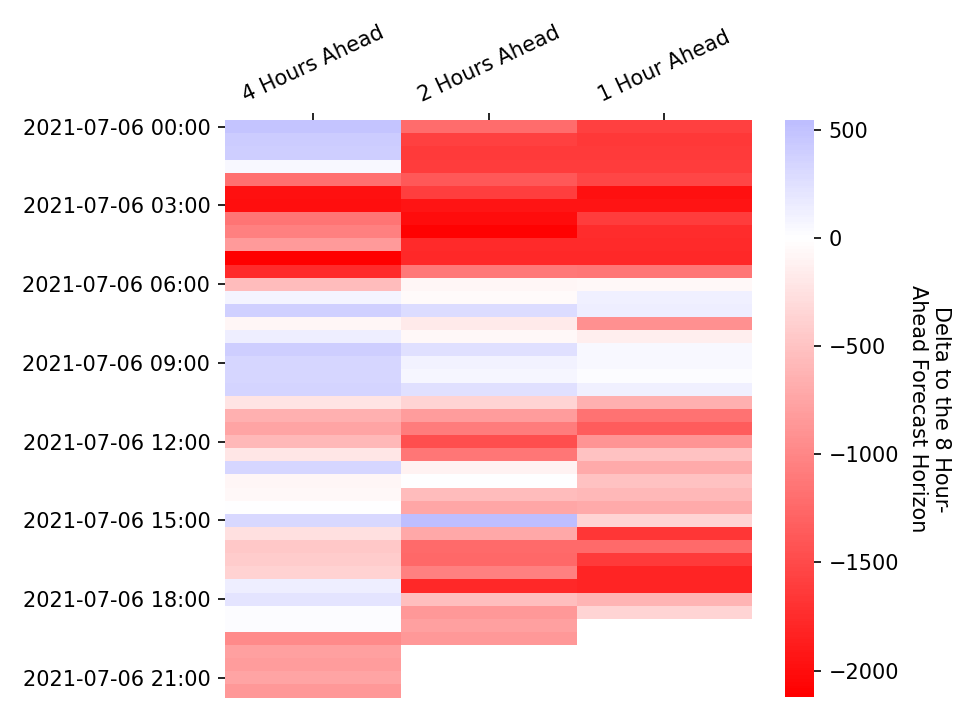 4 Hours Ahead
2 Hours Ahead
1 Hour Ahead
2021-07-06 00:00
2021-07-06 03:00
2021-07-06 06:00
2021-07-06 09:00
2021-07-06 12:00
2021-07-06 15:00
2021-07-06 18:00
2021-07-06 21:00
500
0
−500
−1000
−1500
−2000
Delta to the 8 Hour-
Ahead Forecast Horizon